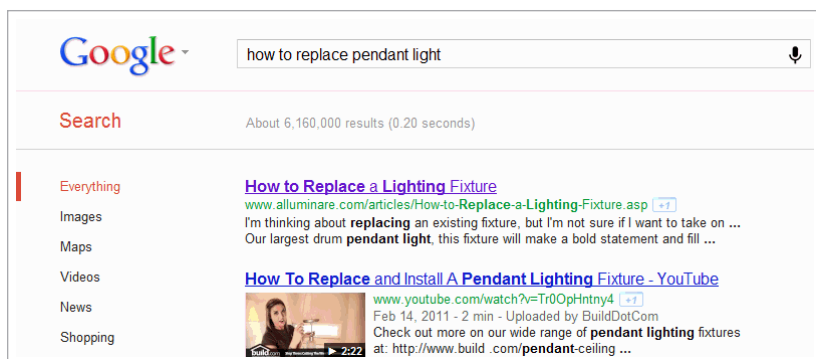 Google
how to replace pendant light
Search
About 6,160,000 results (0.20 seconds)
Everything
Images
Maps
Videos
News
Shopping
How to Replace a Lighting Fixture
www.alluminare.com/articles/How-to-Replace-a-Lighting-Fixture.asp +1
I'm thinking about replacing an existing fixture, but I'm not sure if I want to take on ...
Our largest drum pendant light, this fixture will make a bold statement and fill ...
How To Replace and Install A Pendant Lighting Fixture - YouTube
www.youtube.com/watch?v=Tr0OpHntny4 +1
Feb 14, 2011 - 2 min - Uploaded by BuildDotCom
Check out more on our wide range of pendant lighting fixtures
at: http://www.build .com/pendant-ceiling ...
build.com
2:22